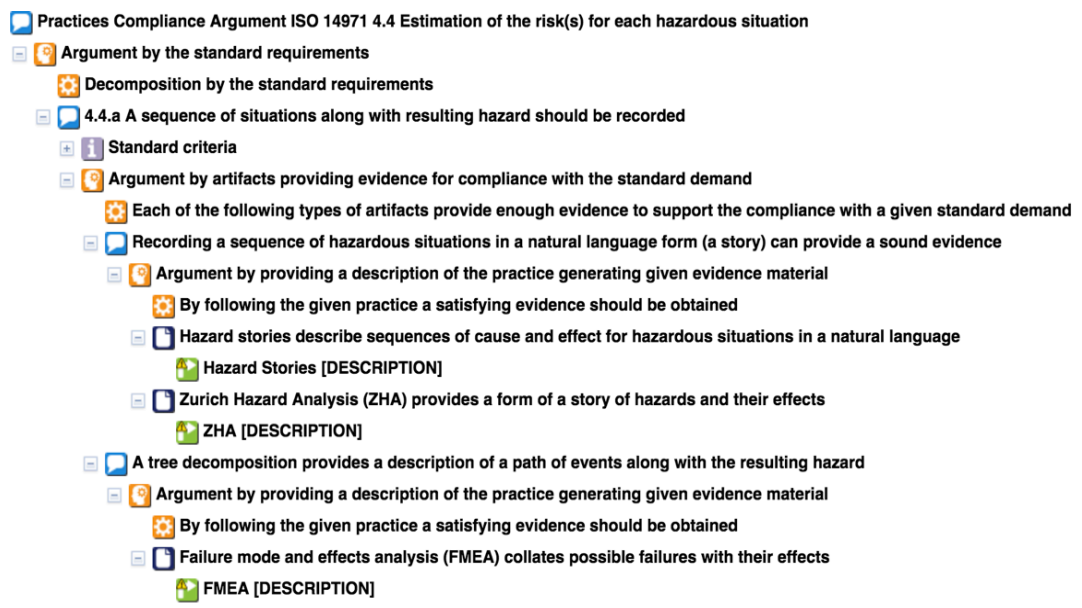 Practices Compliance Argument ISO 14971 4.4 Estimation of the risk(s) for each hazardous situation
Argument by the standard requirements
Decomposition by the standard requirements
4.4.a A sequence of situations along with resulting hazard should be recorded
Standard criteria
Argument by artifacts providing evidence for compliance with the standard demand
Each of the following types of artifacts provide enough evidence to support the compliance with a given standard demand
Recording a sequence of hazardous situations in a natural language form (a story) can provide a sound evidence
Argument by providing a description of the practice generating given evidence material
By following the given practice a satisfying evidence should be obtained
Hazard stories describe sequences of cause and effect for hazardous situations in a natural language
Hazard Stories [DESCRIPTION]
Zurich Hazard Analysis (ZHA) provides a form of a story of hazards and their effects
ZHA [DESCRIPTION]
A tree decomposition provides a description of a path of events along with the resulting hazard
Argument by providing a description of the practice generating given evidence material
By following the given practice a satisfying evidence should be obtained
Failure mode and effects analysis (FMEA) collates possible failures with their effects
FMEA [DESCRIPTION]